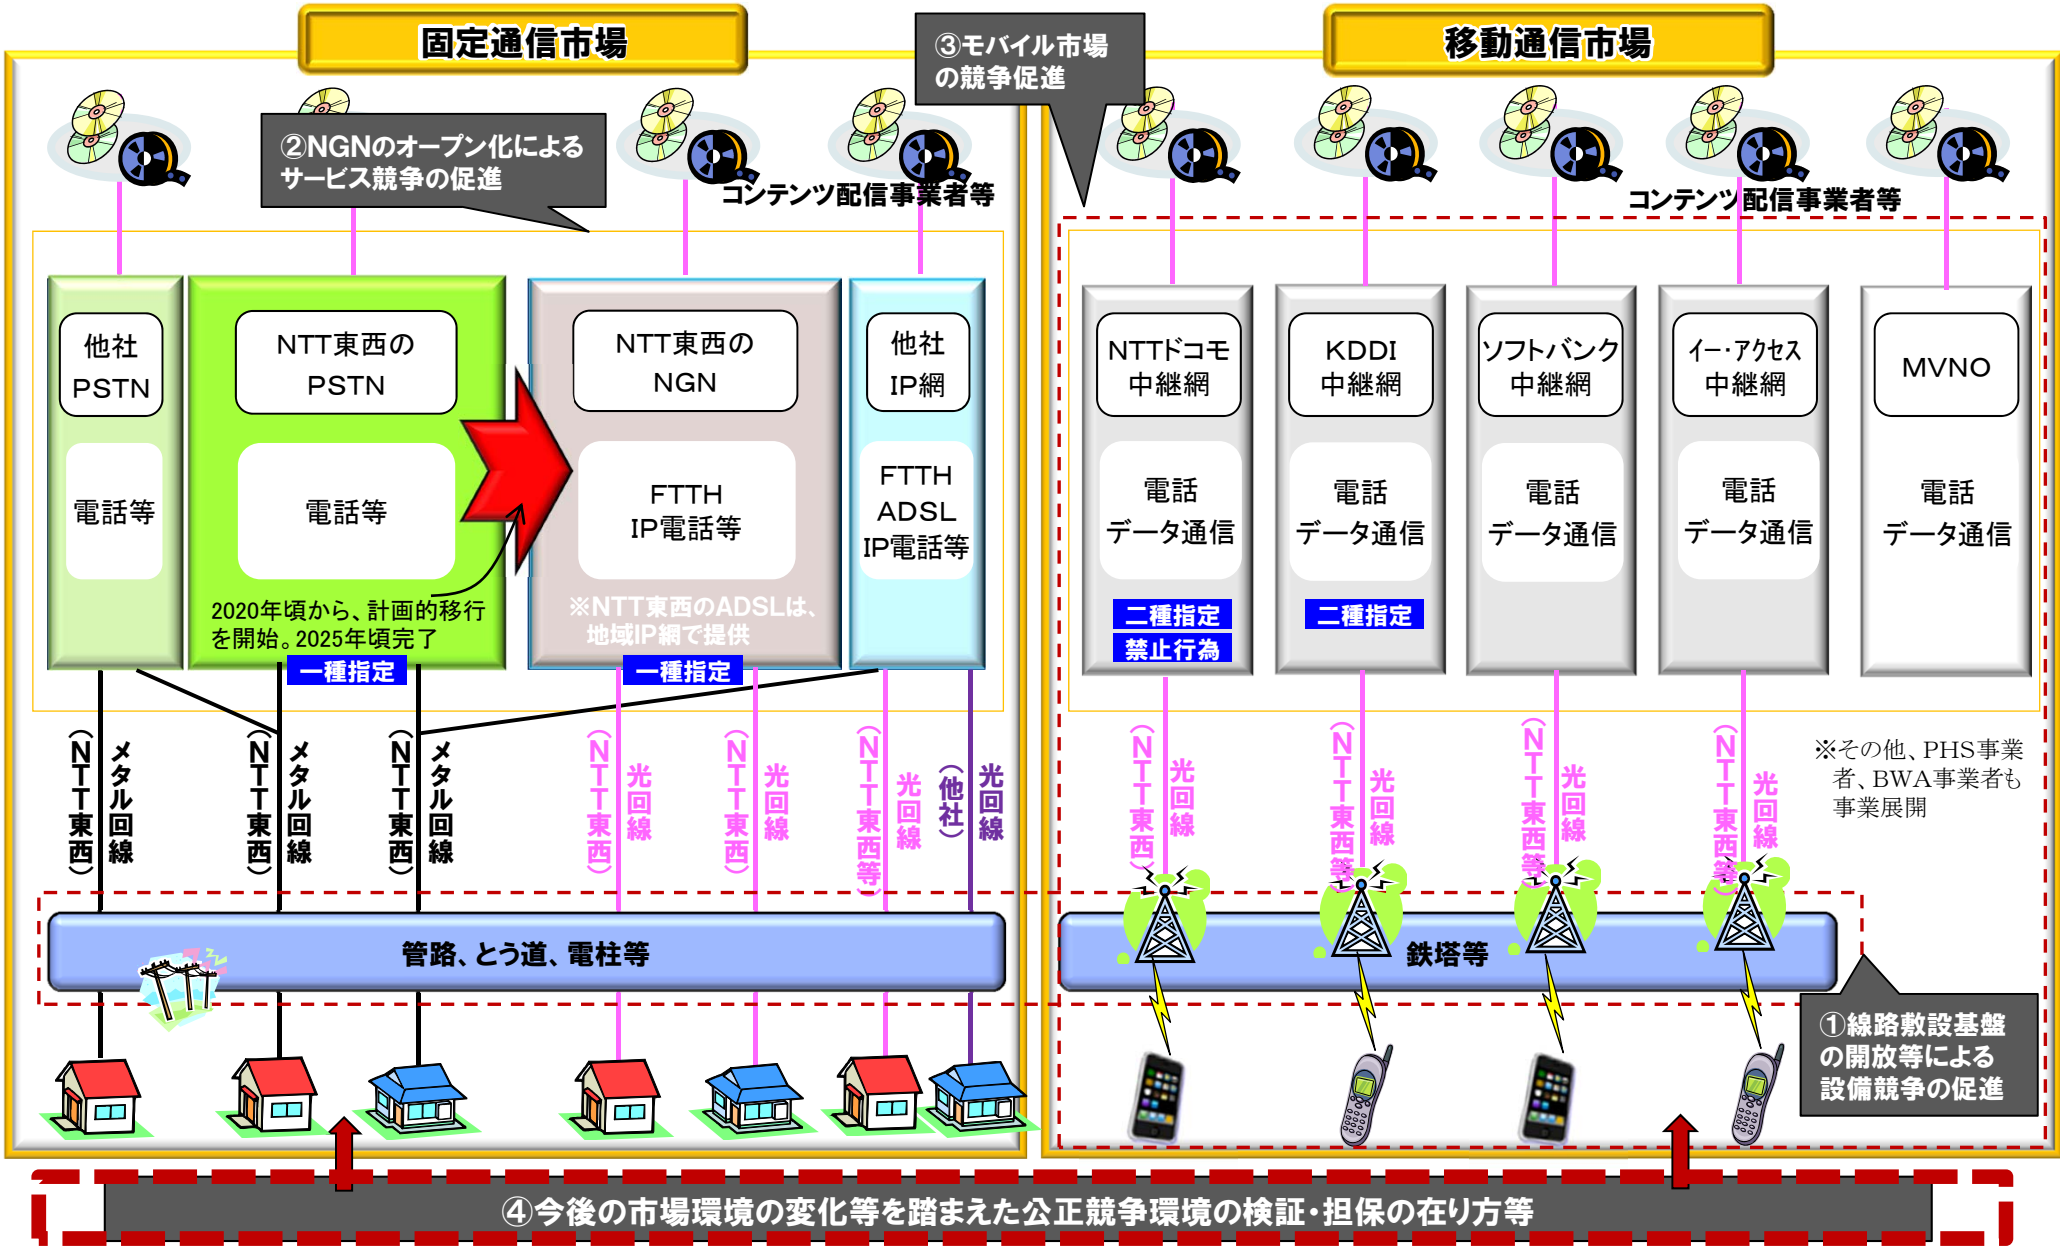 固定通信市場
移動通信市場
③モバイル市場
の競争促進
②NGNのオープン化による
サービス競争の促進
コンテンツ配信事業者等
コンテンツ配信事業者等
他社
PSTN
電話等
NTT東西の
PSTN
電話等
2020年頃から、計画的移行
を開始。2025年頃完了
一種指定
NTT東西の
NGN
FTTH
IP電話等
※NTT東西のADSLは、
地域IP網で提供
一種指定
他社
IP網
FTTH
ADSL
IP電話等
NTTドコモ
中継網
電話
データ通信
二種指定
禁止行為
KDDI
中継網
電話
データ通信
二種指定
ソフトバンク
中継網
電話
データ通信
イー・アクセス
中継網
電話
データ通信
MVNO
電話
データ通信
メタル回線
(NTT東西)
メタル回線
(NTT東西)
メタル回線
(NTT東西)
光回線
(NTT東西)
光回線
(NTT東西)
光回線
(NTT東西等)
光回線
(他社)
光回線
(NTT東西)
光回線
(NTT東西等)
光回線
(NTT東西等)
光回線
(NTT東西等)
※その他、PHS事業
者、BWA事業者も
事業展開
管路、とう道、電柱等
鉄塔等
①線路敷設基盤
の開放等による
設備競争の促進
④今後の市場環境の変化等を踏まえた公正競争環境の検証・担保の在り方等